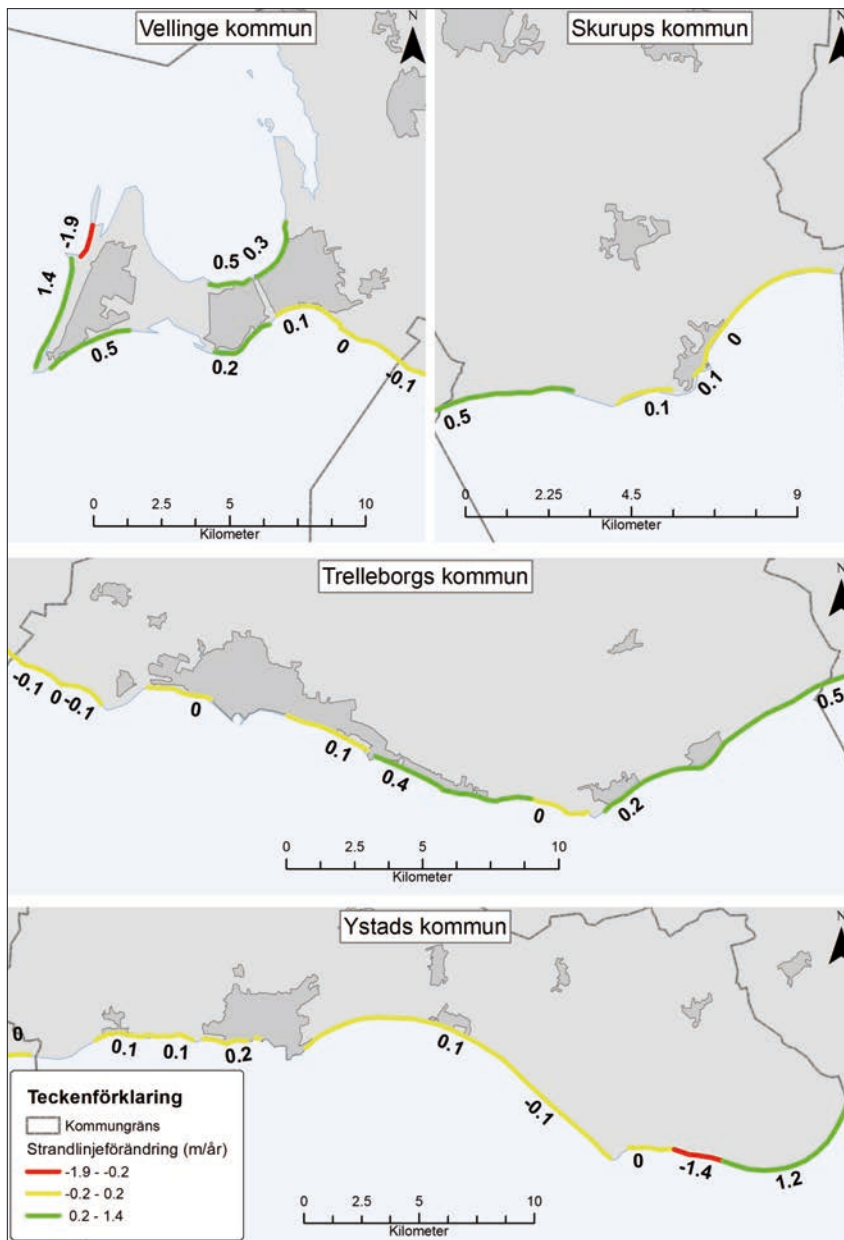 Vellinge kommun
N
-1.9
1.4
0.5
0.5
0.3
0.2
0.1
0
-0.1
0 2.5 5 10
Kilometer
Skurups kommun
N
0.5
0.1
0.1
0
0 2.25 4.5 9
Kilometer
Trelleborgs kommun
N
-0.1 0 -0.1
0
0.1
0.4
0
0.2
0.5
0 2.5 5 10
Kilometer
Ystads kommun
N
0
0.1
0.1
0.2
0.1
-0.1
0
-1.4
1.2
0 2.5 5 10
Kilometer
Teckenförklaring
Kommungräns
Strandlinjeförändring (m/år)
-1.9 - -0.2
-0.2 - 0.2
0.2 - 1.4